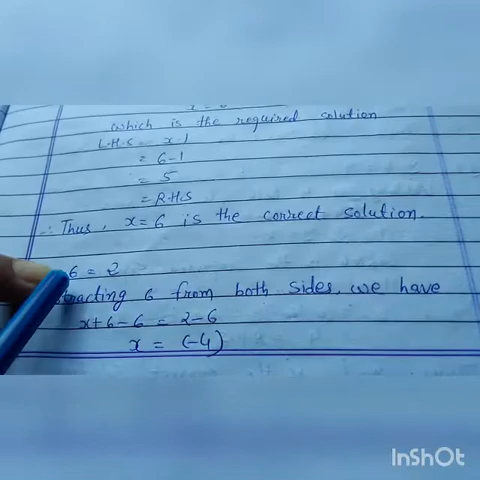 which is the required solution
L.H.S = x-1
= 6-1
= 5
= R.H.S
∴ Thus, x=6 is the correct solution.
6 = 2
tracting 6 from both sides, we have
x+6-6 = 2-6
x = (-4)
InShOt